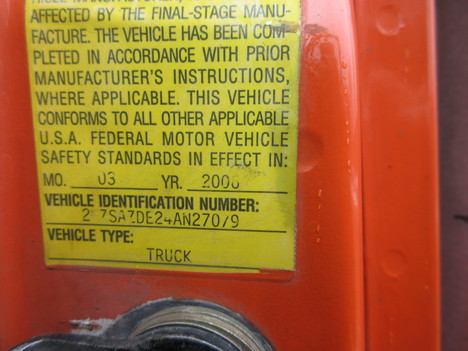 AFFECTED BY THE FINAL-STAGE MANU-
FACTURE. THE VEHICLE HAS BEEN COM-
PLETED IN ACCORDANCE WITH PRIOR
MANUFACTURER'S INSTRUCTIONS,
WHERE APPLICABLE. THIS VEHICLE
CONFORMS TO ALL OTHER APPLICABLE
U.S.A. FEDERAL MOTOR VEHICLE
SAFETY STANDARDS IN EFFECT IN:
MO. 03 YR. 2006
VEHICLE IDENTIFICATION NUMBER:
VEHICLE TYPE:
TRUCK